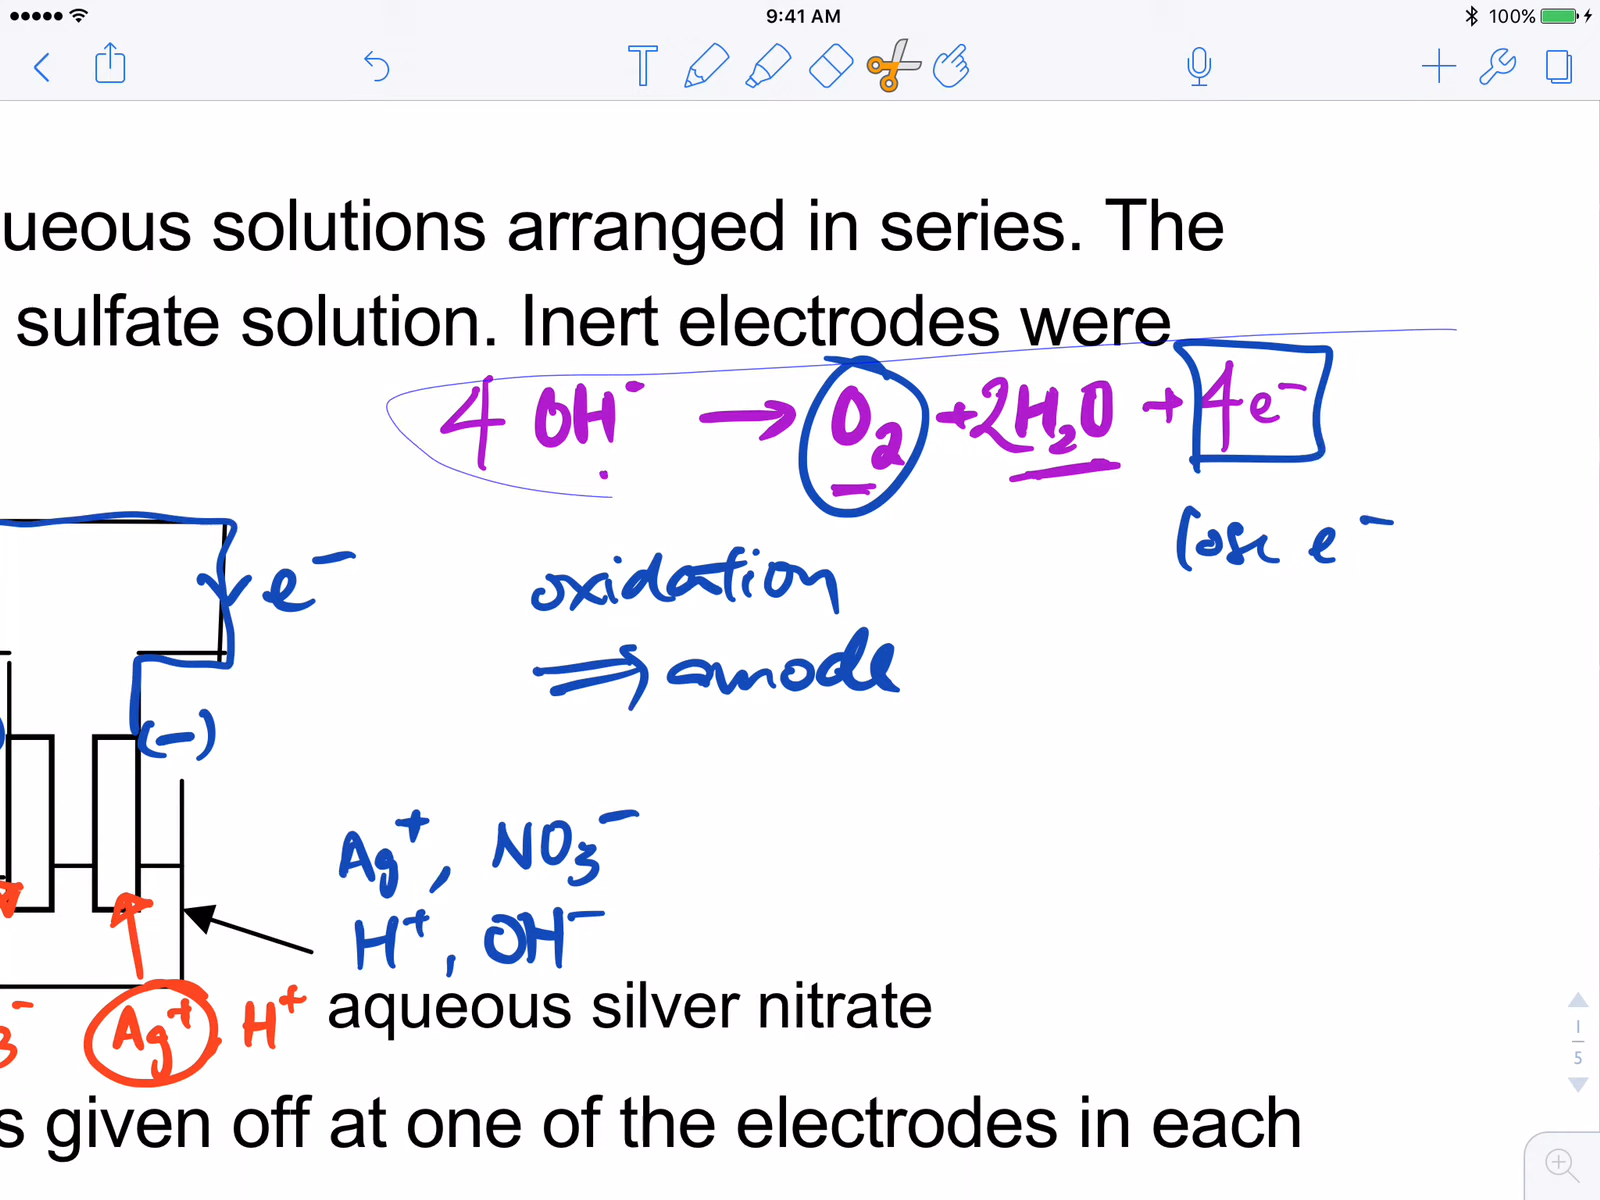 9:41 AM
100%
T
ueous solutions arranged in series. The
sulfate solution. Inert electrodes were
4 OH⁻ → O₂ + 2H₂O + 4e⁻
lose e⁻
e⁻
oxidation
⇒ anode
(−)
Ag⁺, NO₃⁻
H⁺, OH⁻
3⁻ Ag⁺ H⁺ aqueous silver nitrate
1
5
s given off at one of the electrodes in each